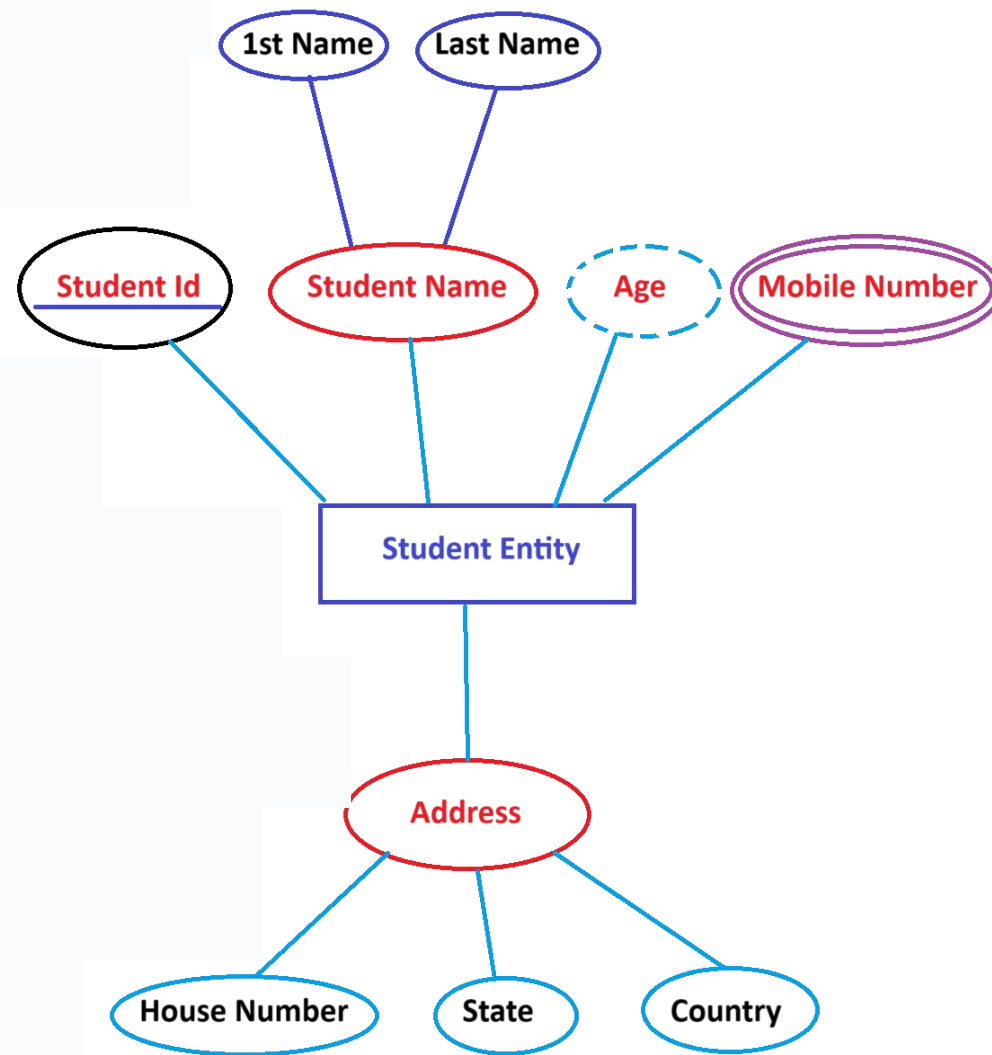 1st Name
Last Name
Student Id
Student Name
Age
Mobile Number
Student Entity
Address
House Number
State
Country